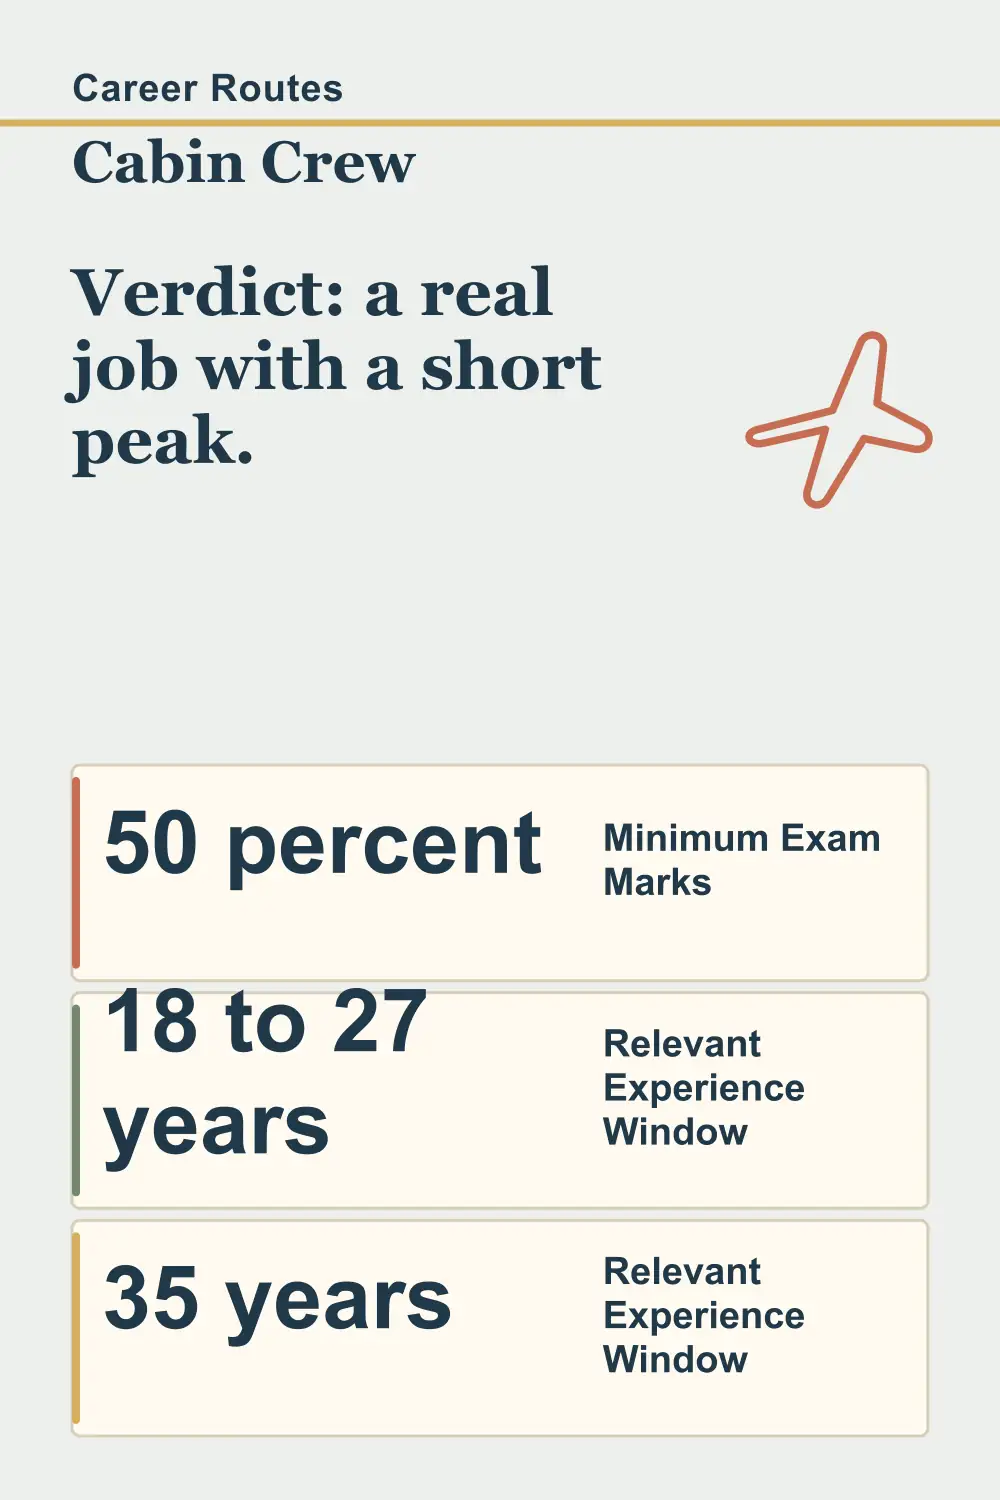 Career Routes
Cabin Crew
Verdict: a real
job with a short
peak.
50 percent
Minimum Exam
Marks
18 to 27
years
Relevant
Experience
Window
35 years
Relevant
Experience
Window